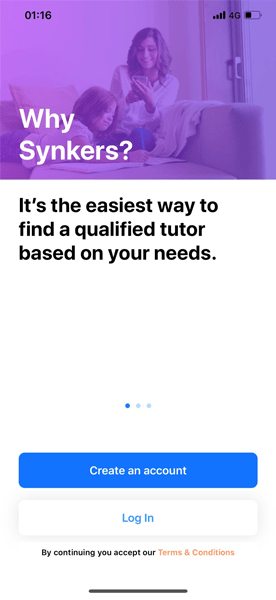 01:16
4G
Why
Synkers?
It's the easiest way to
find a qualified tutor
based on your needs.
Create an account
Log In
By continuing you accept our Terms & Conditions